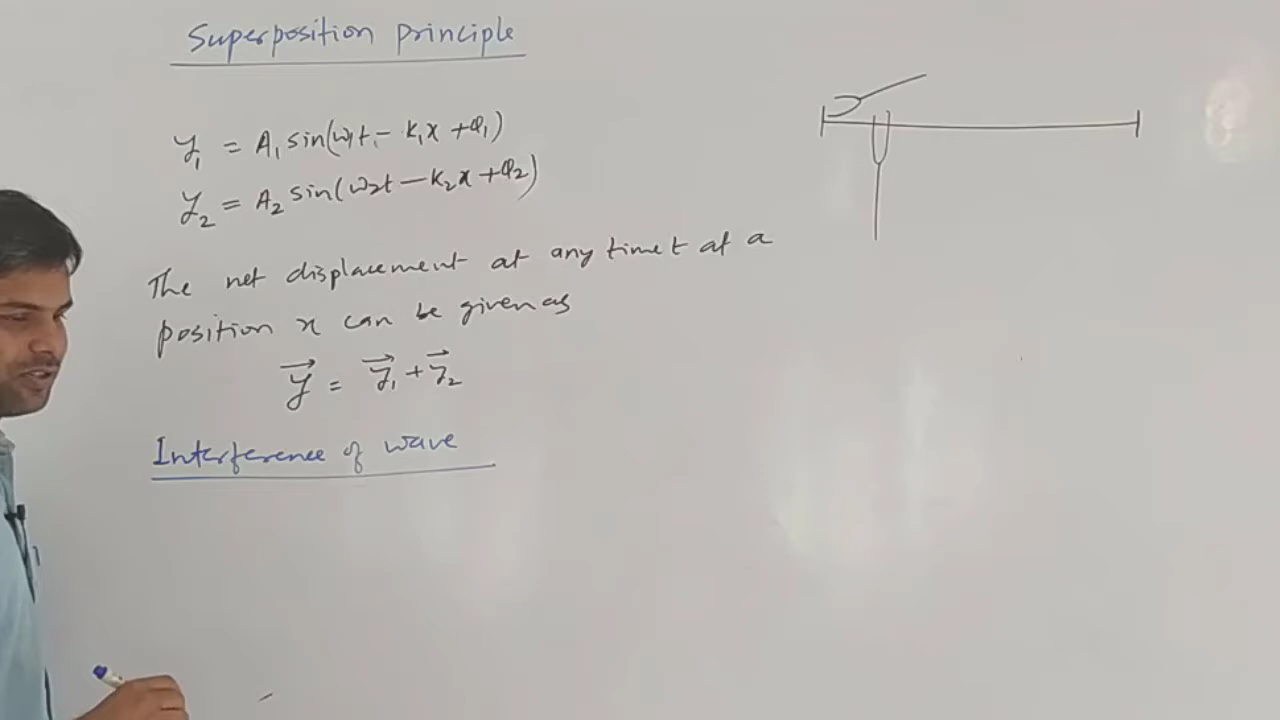 Superposition principle
y₁ = A₁ sin(ω₁t - k₁x + φ₁)
y₂ = A₂ sin(ω₂t - k₂x + φ₂)
The net displacement at any time t at a
position x can be given as
y⃗ = y⃗₁ + y⃗₂
Interference of wave